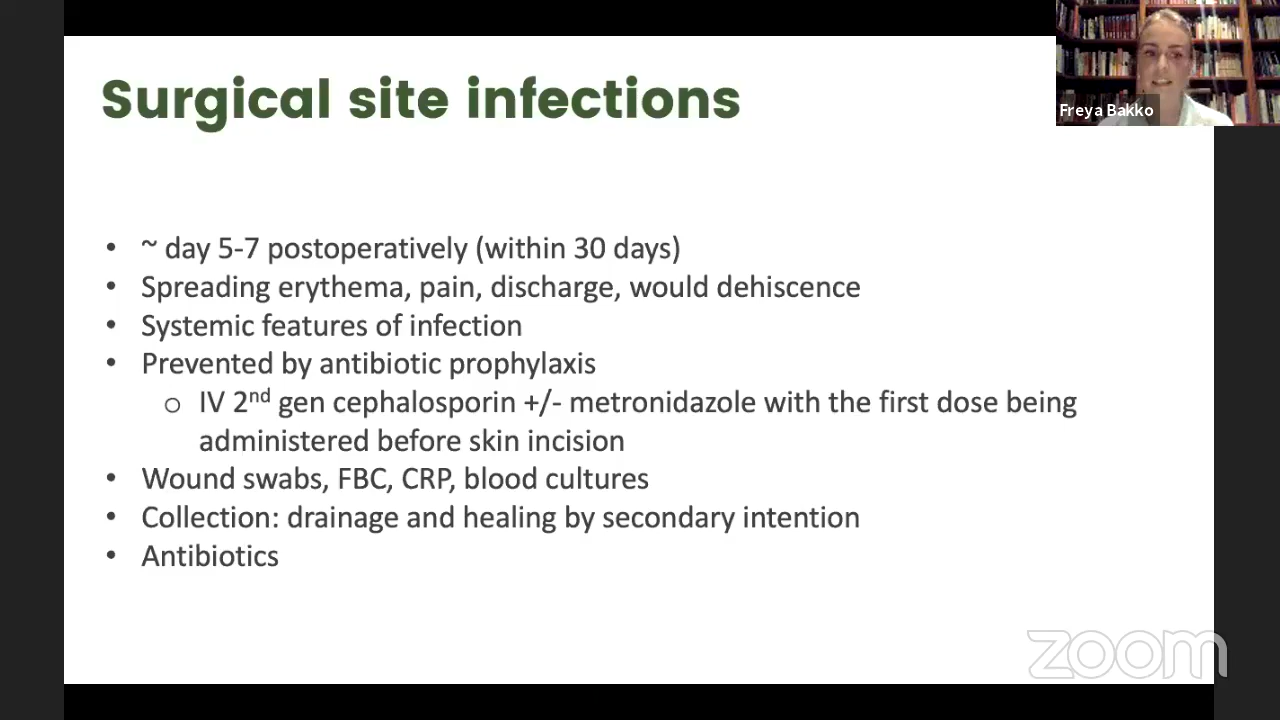 Surgical site infections
Freya Bakko
• ~ day 5-7 postoperatively (within 30 days)
• Spreading erythema, pain, discharge, would dehiscence
• Systemic features of infection
• Prevented by antibiotic prophylaxis
o IV 2nd gen cephalosporin +/- metronidazole with the first dose being
administered before skin incision
• Wound swabs, FBC, CRP, blood cultures
• Collection: drainage and healing by secondary intention
• Antibiotics
zoom